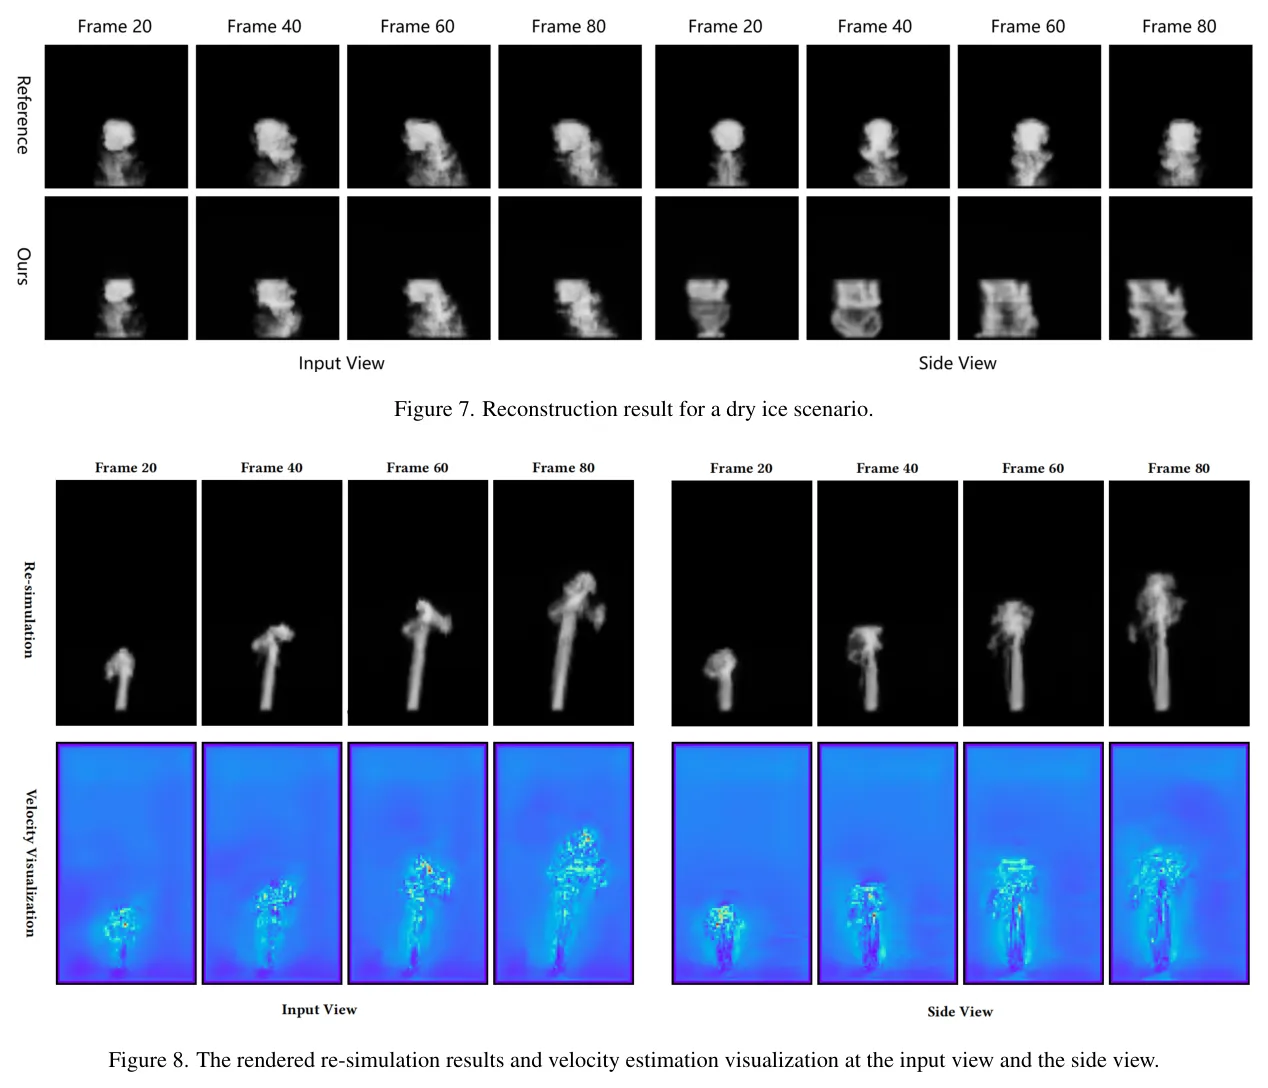 Frame 20 Frame 40 Frame 60 Frame 80 Frame 20 Frame 40 Frame 60 Frame 80
Reference
Ours
Input View Side View
Figure 7. Reconstruction result for a dry ice scenario.
Frame 20 Frame 40 Frame 60 Frame 80 Frame 20 Frame 40 Frame 60 Frame 80
Re-simulation
Velocity Visualization
Input View Side View
Figure 8. The rendered re-simulation results and velocity estimation visualization at the input view and the side view.